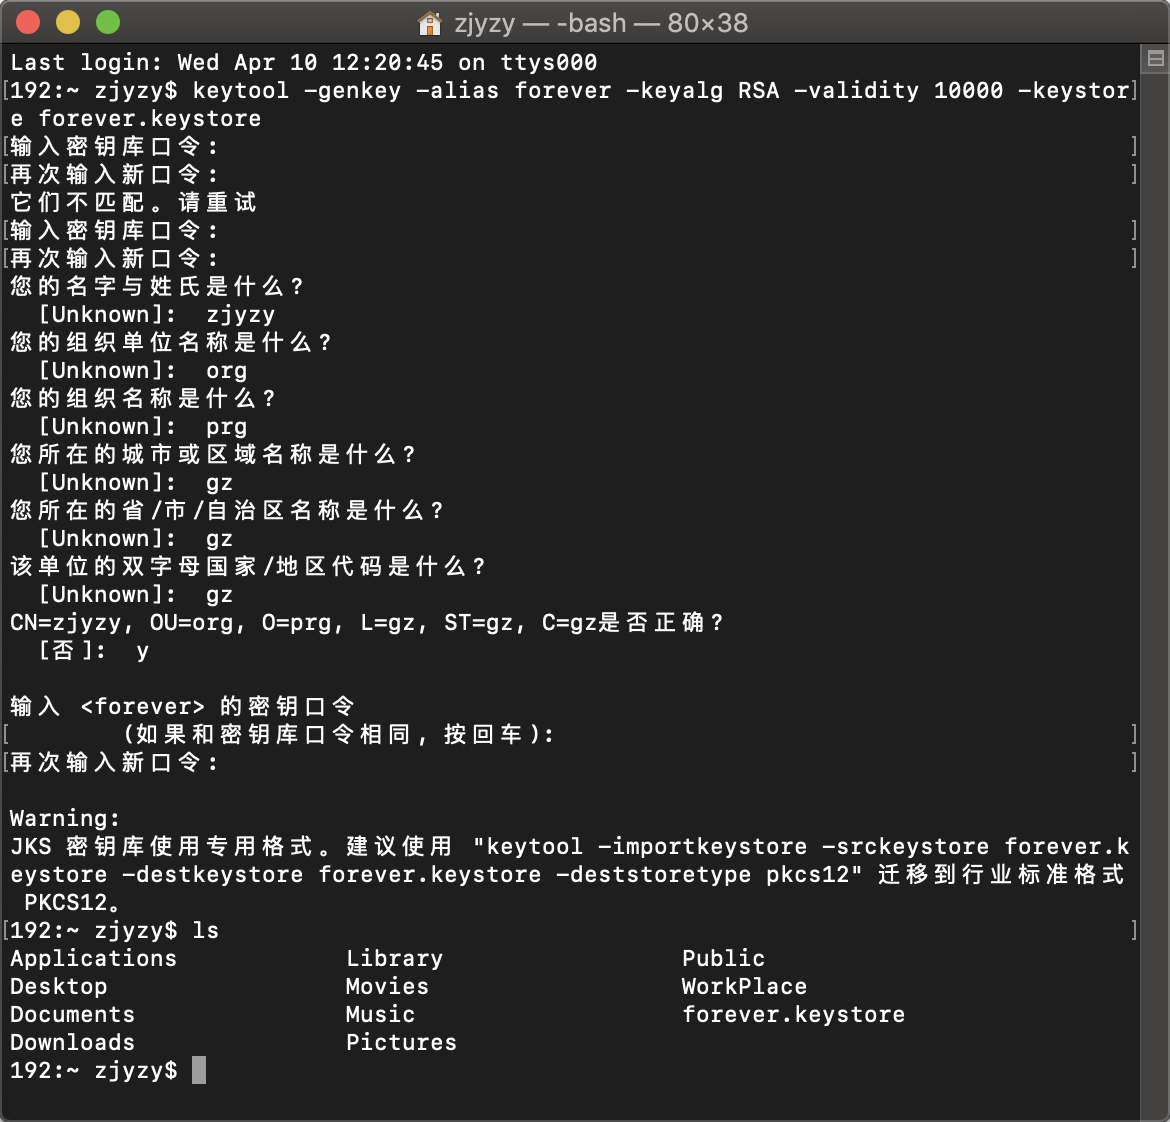 zjyzy — -bash — 80×38
Last login: Wed Apr 10 12:20:45 on ttys000
[192:~ zjyzy$ keytool -genkey -alias forever -keyalg RSA -validity 10000 -keystor]
e forever.keystore
[输入密钥库口令: ]
[再次输入新口令: ]
它们不匹配。请重试
[输入密钥库口令: ]
[再次输入新口令: ]
您的名字与姓氏是什么?
  [Unknown]:  zjyzy
您的组织单位名称是什么?
  [Unknown]:  org
您的组织名称是什么?
  [Unknown]:  prg
您所在的城市或区域名称是什么?
  [Unknown]:  gz
您所在的省/市/自治区名称是什么?
  [Unknown]:  gz
该单位的双字母国家/地区代码是什么?
  [Unknown]:  gz
CN=zjyzy, OU=org, O=prg, L=gz, ST=gz, C=gz是否正确?
  [否]:  y
输入 <forever> 的密钥口令
[        (如果和密钥库口令相同, 按回车): ]
[再次输入新口令: ]
Warning:
JKS 密钥库使用专用格式。建议使用 "keytool -importkeystore -srckeystore forever.k
eystore -destkeystore forever.keystore -deststoretype pkcs12" 迁移到行业标准格式
 PKCS12。
[192:~ zjyzy$ ls ]
Applications Library Public
Desktop Movies WorkPlace
Documents Music forever.keystore
Downloads Pictures
192:~ zjyzy$